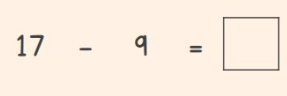 17 - 9 =